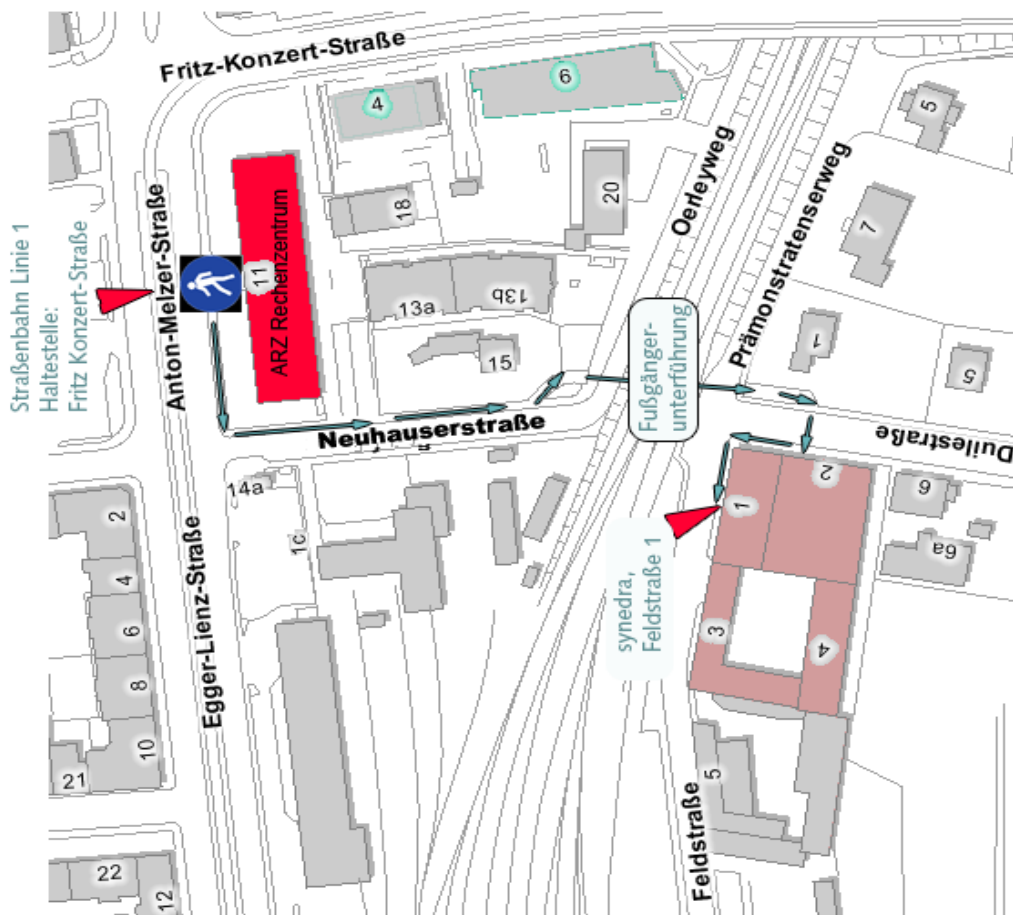 Fritz-Konzert-Straße
4
6
5
Straßenbahn Linie 1
Haltestelle:
Fritz Konzert-Straße
Anton-Melzer-Straße
11
ARZ Rechenzentrum
18
20
Oerleyweg
Prämonstratenserweg
7
13a
13b
15
1
5
Fußgänger-
unterführung
Neuhauserstraße
Duilestraße
14a
1c
2
4
6
8
10
21
22
12
Egger-Lienz-Straße
synedra,
Feldstraße 1
1
2
3
4
6
6a
5
Feldstraße